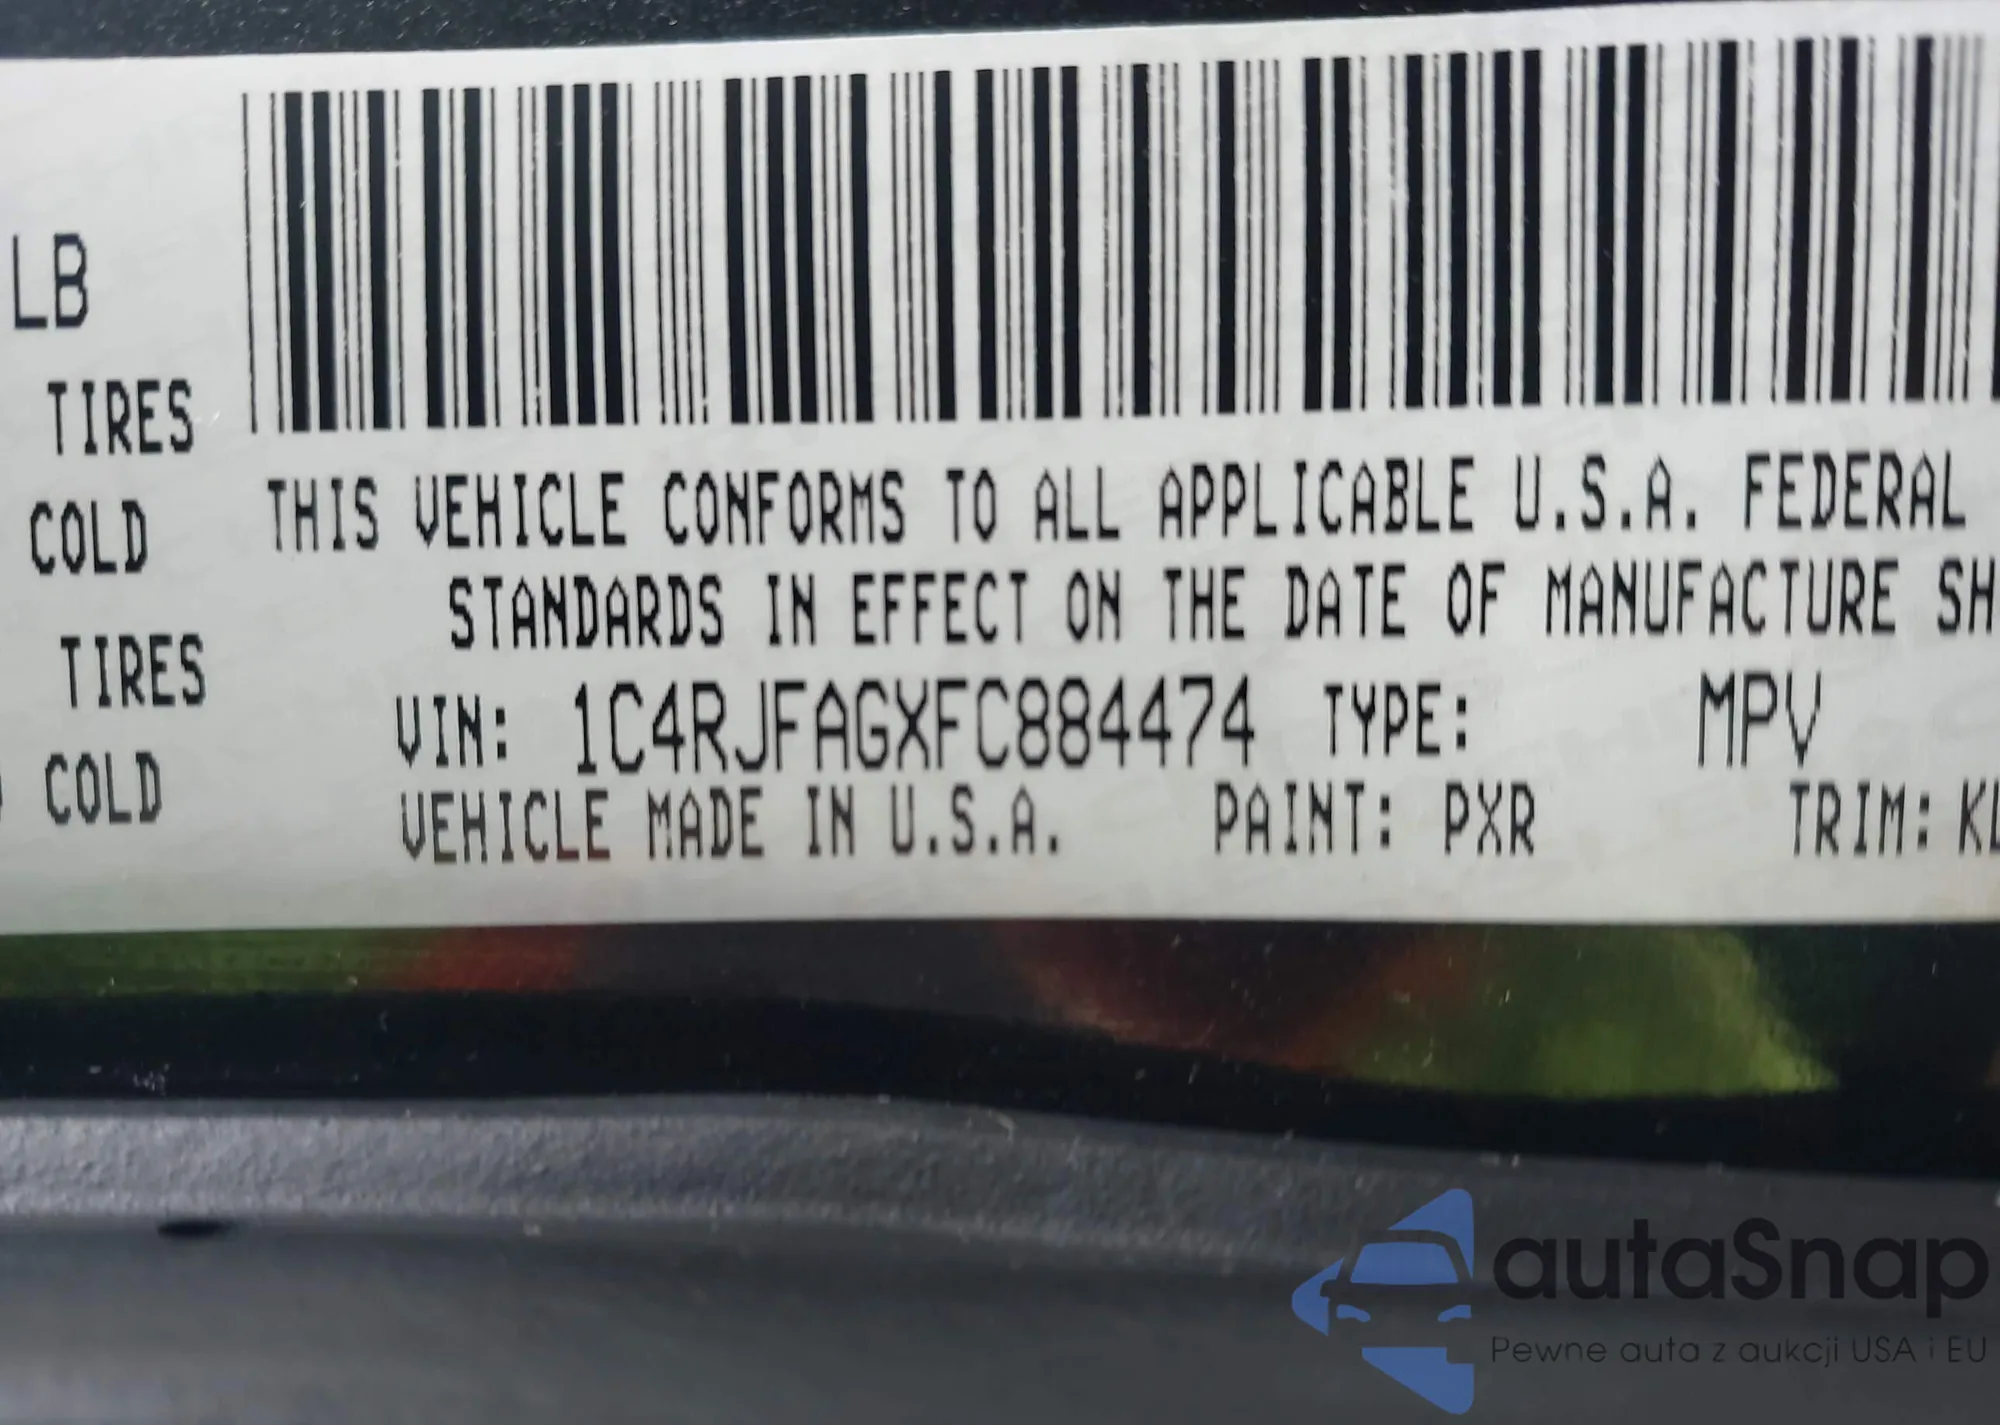 LB
TIRES
COLD
TIRES
COLD
THIS VEHICLE CONFORMS TO ALL APPLICABLE U.S.A. FEDERAL
STANDARDS IN EFFECT ON THE DATE OF MANUFACTURE SH
VIN: 1C4RJFAGXFC884474 TYPE: MPV
VEHICLE MADE IN U.S.A. PAINT: PXR TRIM: KL
autaSnap
Pewne auta z aukcji USA i EU